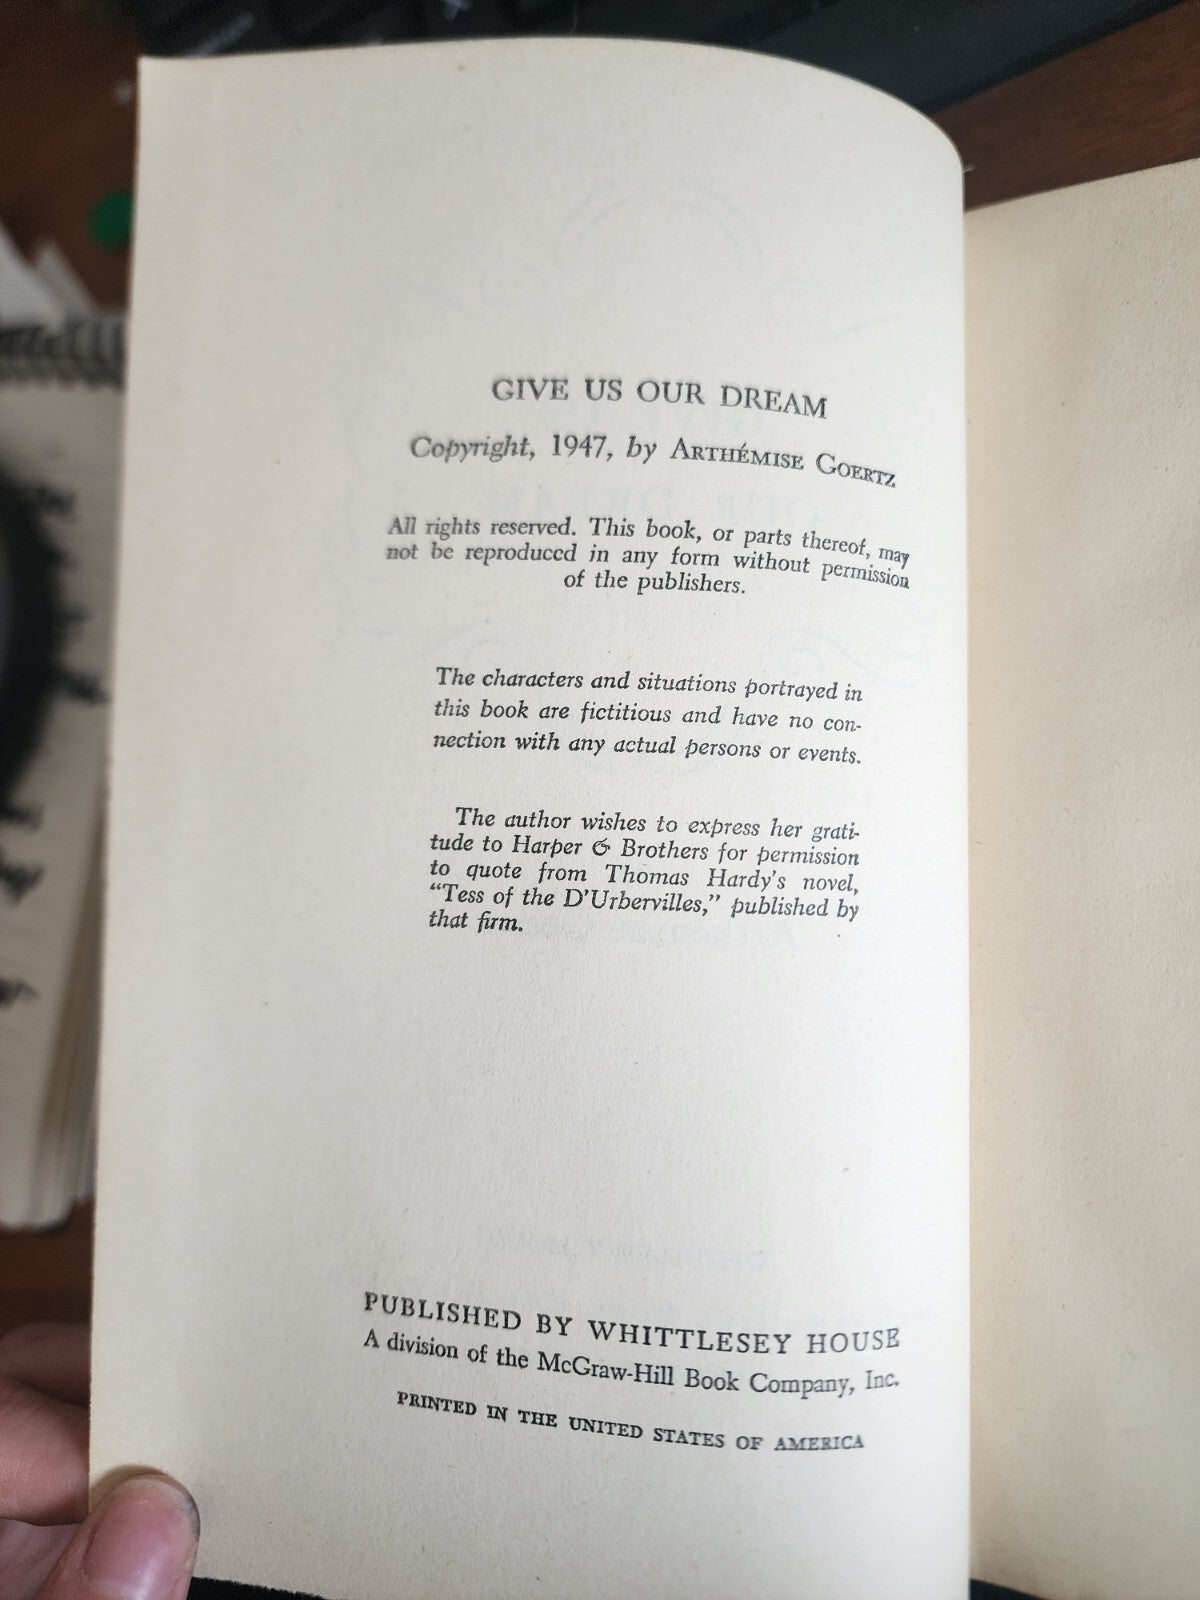 GIVE US OUR DREAM
Copyright, 1947, by ARTHÉMISE GOERTZ
All rights reserved. This book, or parts thereof, may
not be reproduced in any form without permission
of the publishers.
The characters and situations portrayed in
this book are fictitious and have no con-
nection with any actual persons or events.
The author wishes to express her grati-
tude to Harper & Brothers for permission
to quote from Thomas Hardy's novel,
“Tess of the D'Urbervilles,” published by
that firm.
PUBLISHED BY WHITTLESEY HOUSE
A division of the McGraw-Hill Book Company, Inc.
PRINTED IN THE UNITED STATES OF AMERICA